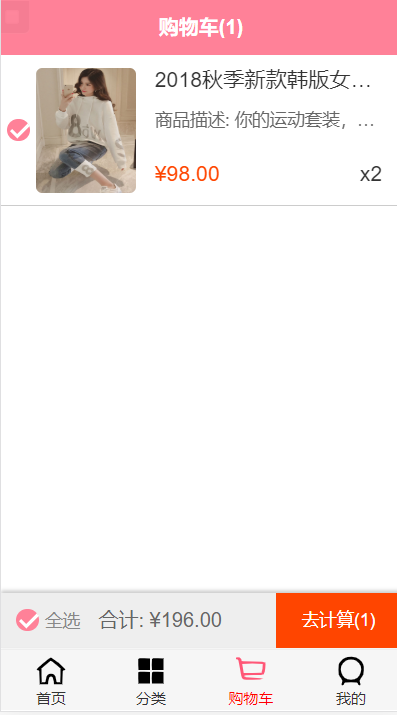 购物车(1)
2018秋季新款韩版女…
商品描述: 你的运动套装，…
¥98.00
x2
全选
合计: ¥196.00
去计算(1)
首页
分类
购物车
我的